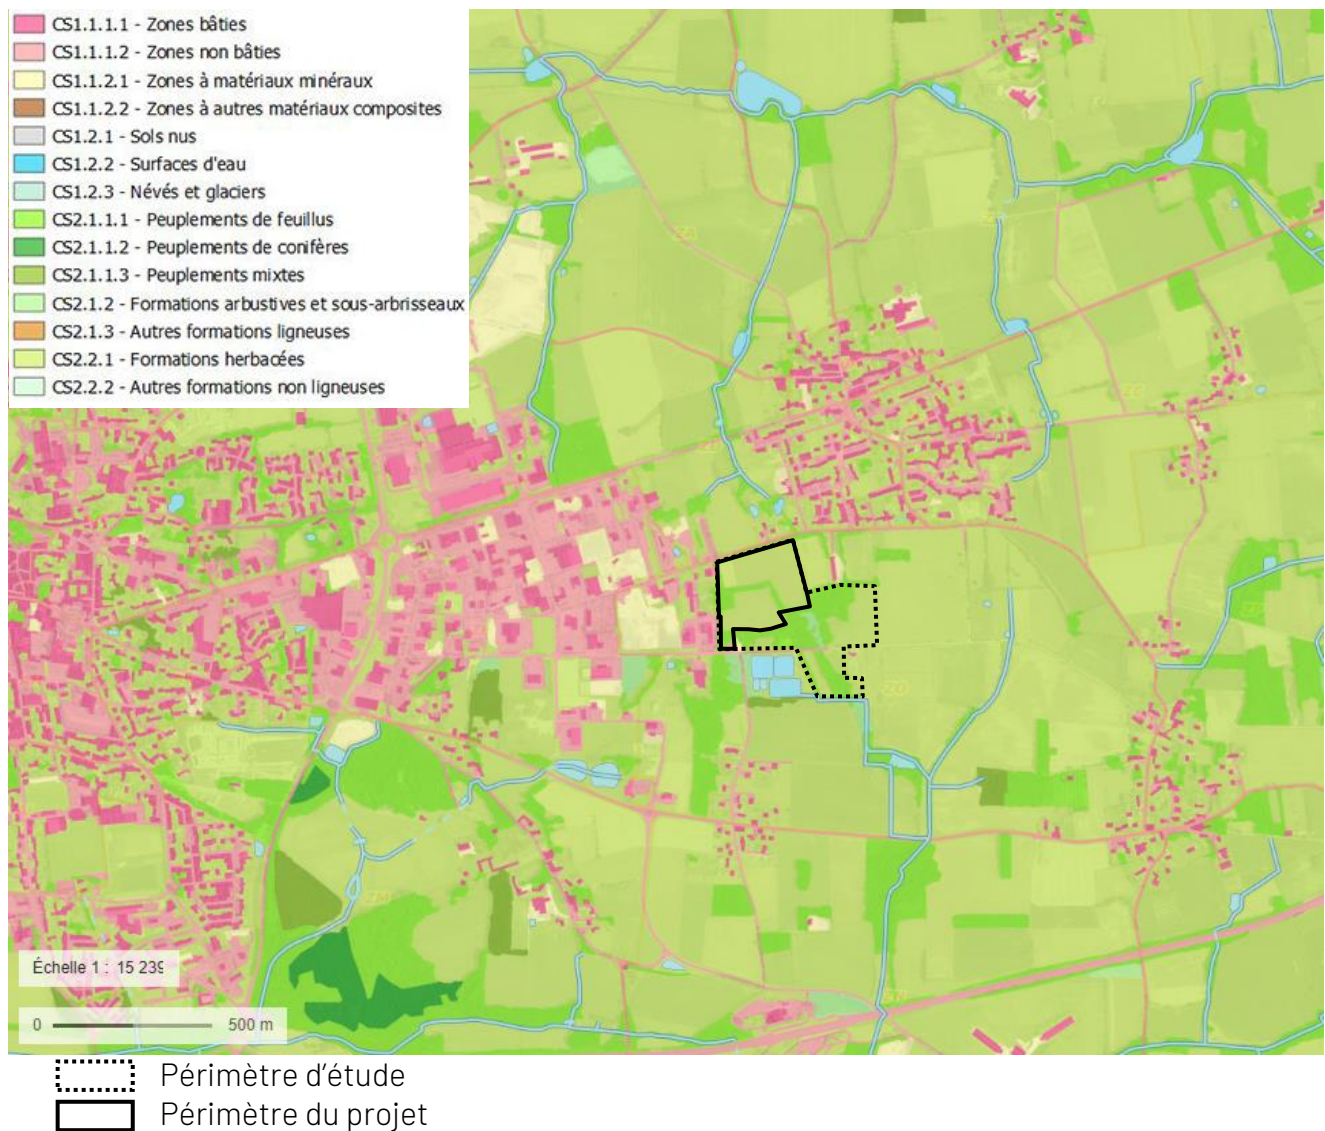 CS1.1.1.1 - Zones bâties
CS1.1.1.2 - Zones non bâties
CS1.1.2.1 - Zones à matériaux minéraux
CS1.1.2.2 - Zones à autres matériaux composites
CS1.2.1 - Sols nus
CS1.2.2 - Surfaces d'eau
CS1.2.3 - Névés et glaciers
CS2.1.1.1 - Peuplements de feuillus
CS2.1.1.2 - Peuplements de conifères
CS2.1.1.3 - Peuplements mixtes
CS2.1.2 - Formations arbustives et sous-arbrisseaux
CS2.1.3 - Autres formations ligneuses
CS2.2.1 - Formations herbacées
CS2.2.2 - Autres formations non ligneuses
ZA
ZD
ZM
Échelle 1 : 15 239
0 500 m
Périmètre d'étude
Périmètre du projet